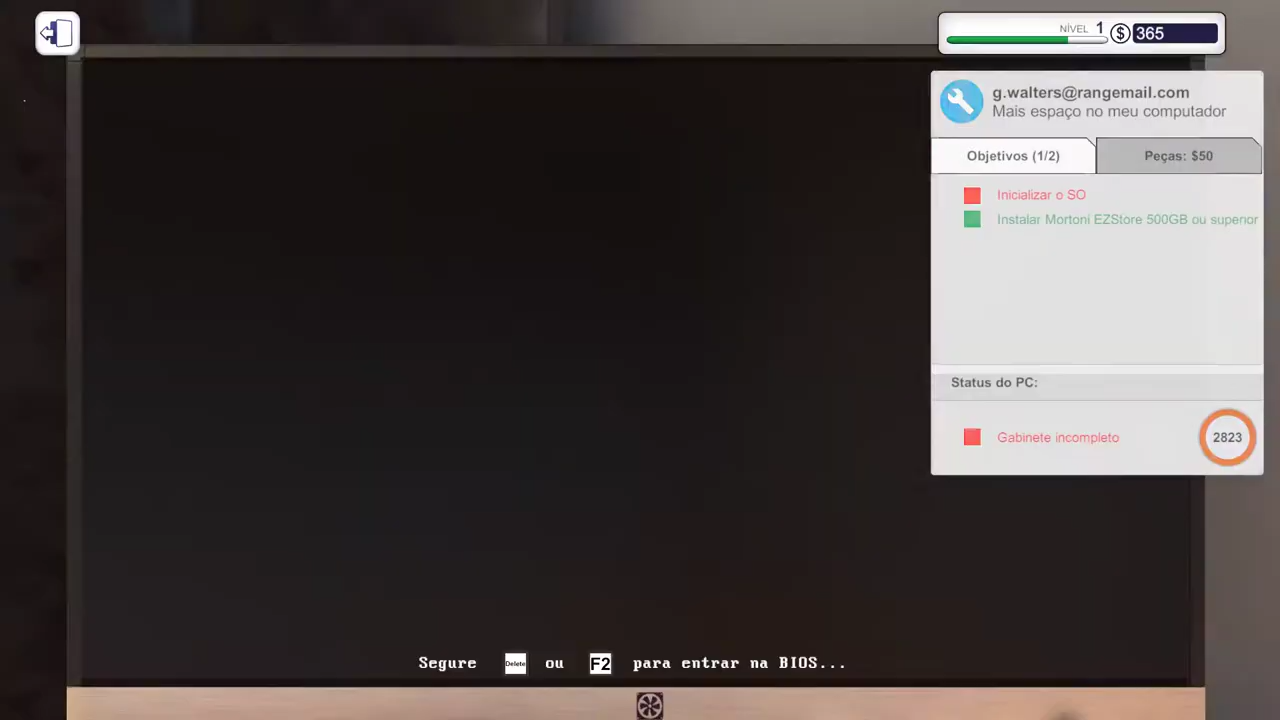 NÍVEL 1 $ 365
g.walters@rangemail.com
Mais espaço no meu computador
Objetivos (1/2) Peças: $50
Inicializar o SO
Instalar Mortoni EZStore 500GB ou superior
Status do PC:
Gabinete incompleto 2823
Segure Delete ou F2 para entrar na BIOS...